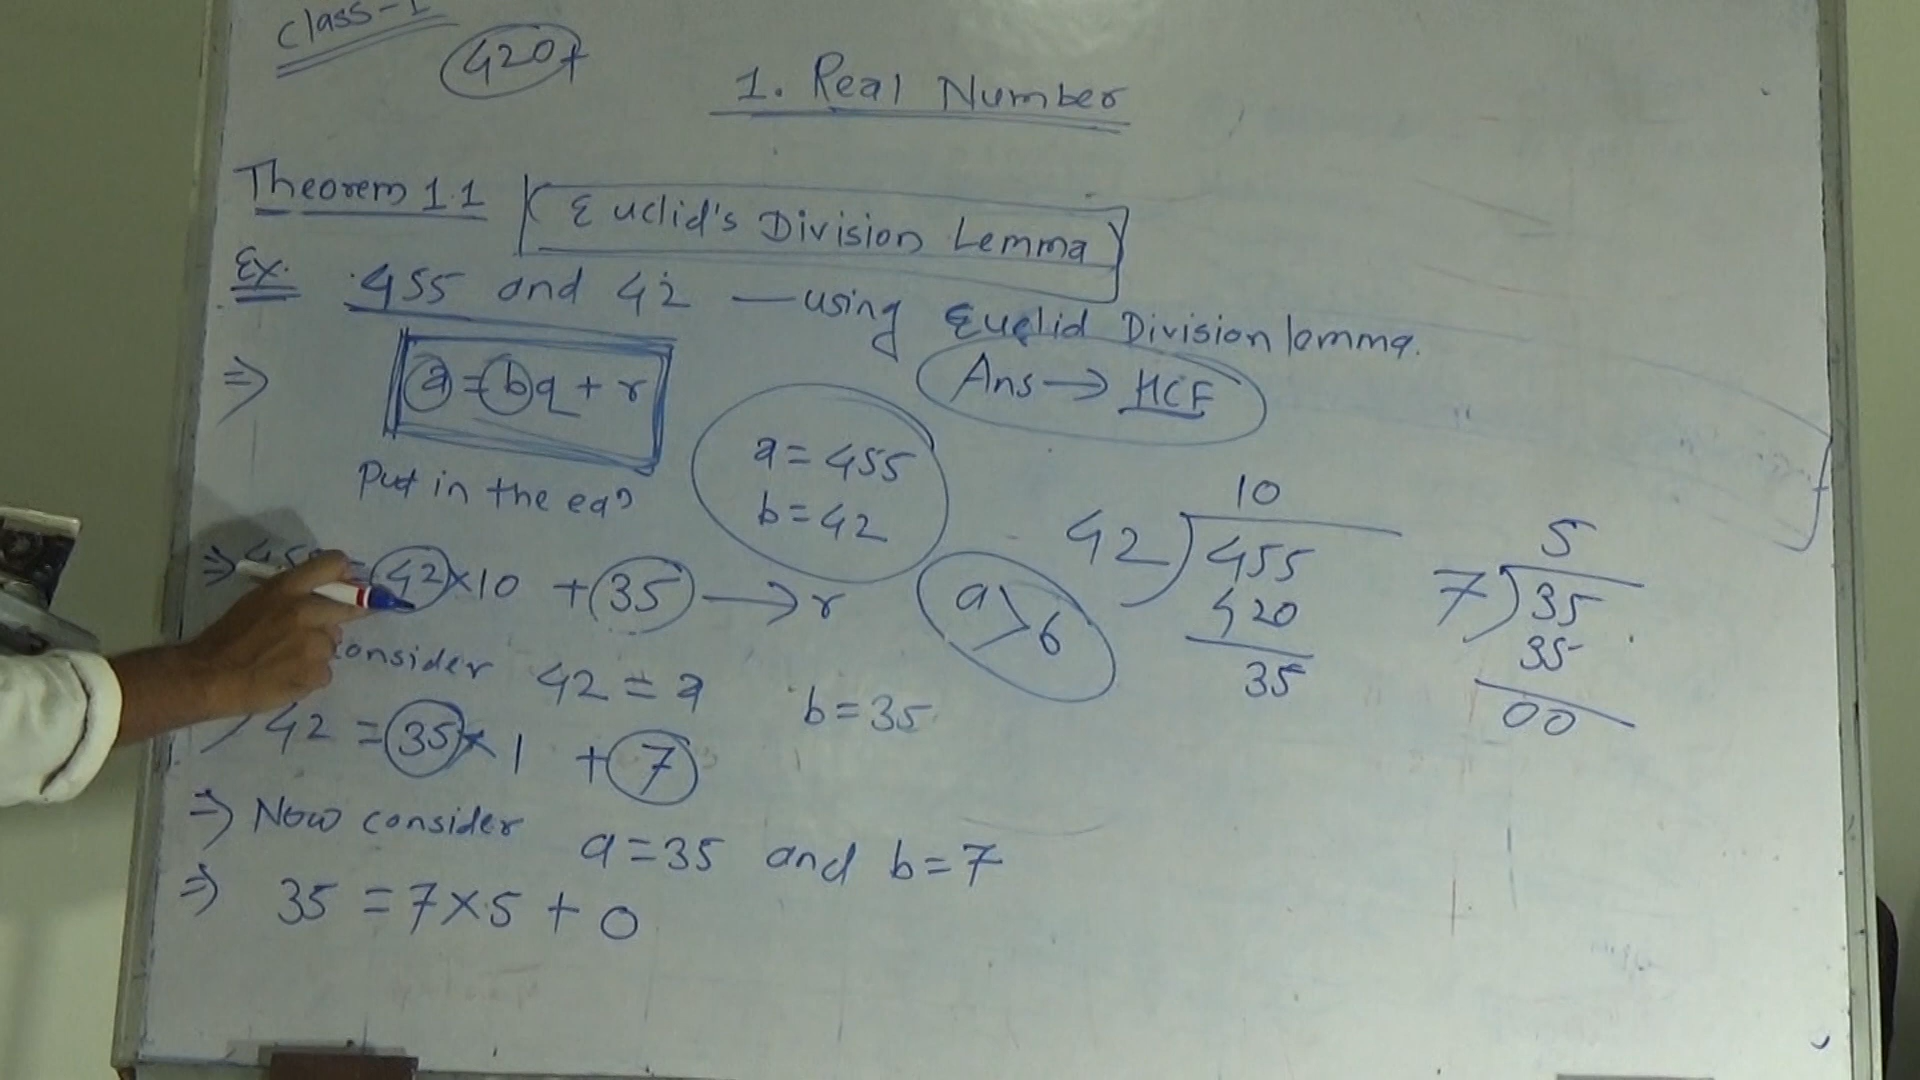 Class-1
420+
1. Real Number
Theorem 1.1 Euclid's Division Lemma
Ex. 455 and 42 — using Euclid Division lemma.
⇒ a = bq + r
Ans → HCF
a = 455
b = 42
Put in the eqn
⇒ 455 = 42 × 10 + 35 → r
a > b
consider 42 = a b = 35
42 = 35 × 1 + 7
⇒ Now consider a = 35 and b = 7
⇒ 35 = 7 × 5 + 0
10
42 ) 455
420
35
5
7 ) 35
35
00